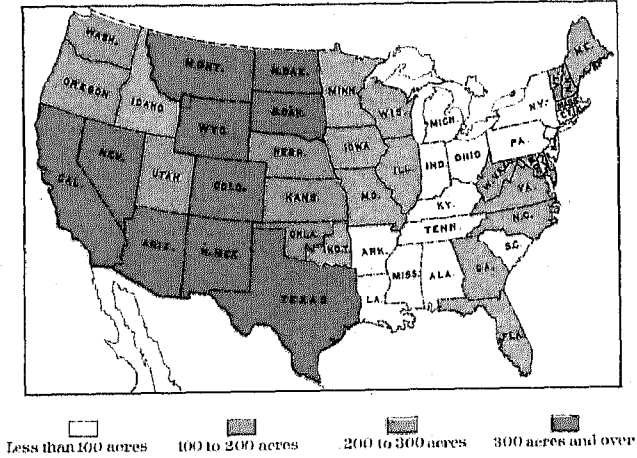 WASH.
MONT.
N.DAK.
MINN.
ME.
OREGON
IDAHO
S.DAK.
WIS.
MICH.
N.Y.
WYO.
IOWA
PA.
NEV.
UTAH
NEBR.
ILL.
IND.
OHIO
CAL.
COLO.
KANS.
MO.
VA.
KY.
ARIZ.
N.MEX.
OKLA.
IND.T.
ARK.
TENN.
N.C.
S.C.
TEXAS
LA.
MISS.
ALA.
GA.
FLA.
Less than 100 acres 100 to 200 acres 200 to 300 acres 300 acres and over